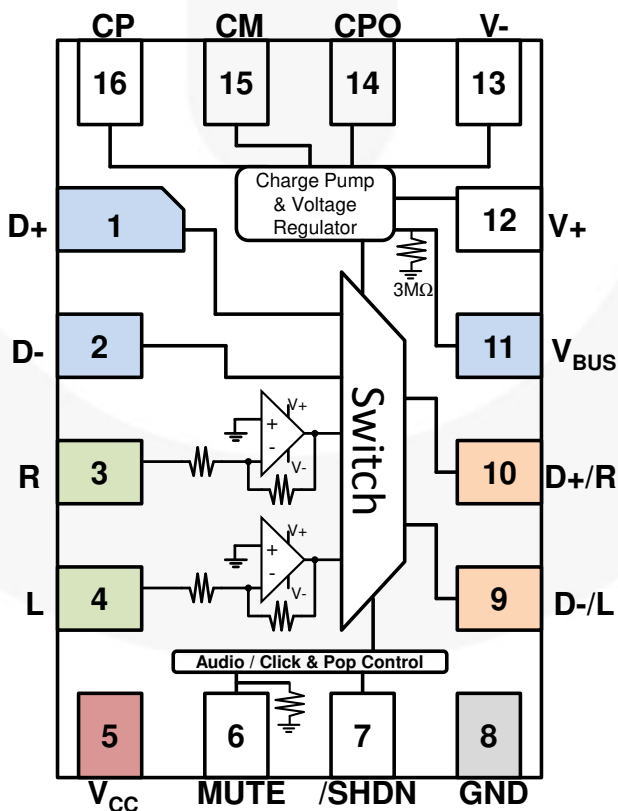 CP CM CPO V-
16 15 14 13
Charge Pump
& Voltage
Regulator
D+ 1
12 V+
3MΩ
D- 2
11 VBUS
Switch
V+
+
-
V-
R 3
10 D+/R
V+
+
-
V-
L 4
9 D-/L
Audio / Click & Pop Control
5 6 7 8
VCC MUTE /SHDN GND